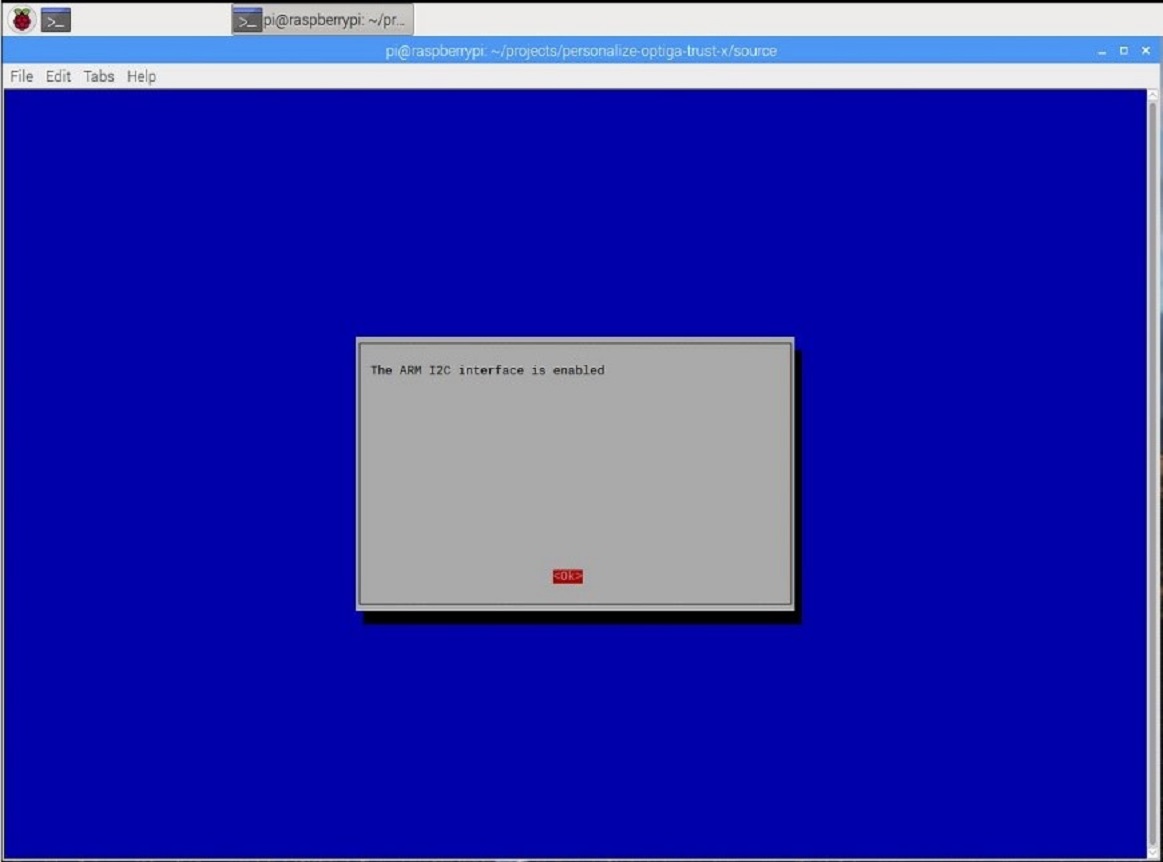 >_ >_ pi@raspberrypi: ~/pr...
pi@raspberrypi: ~/projects/personalize-optiga-trust-x/source
File Edit Tabs Help
The ARM I2C interface is enabled
<Ok>